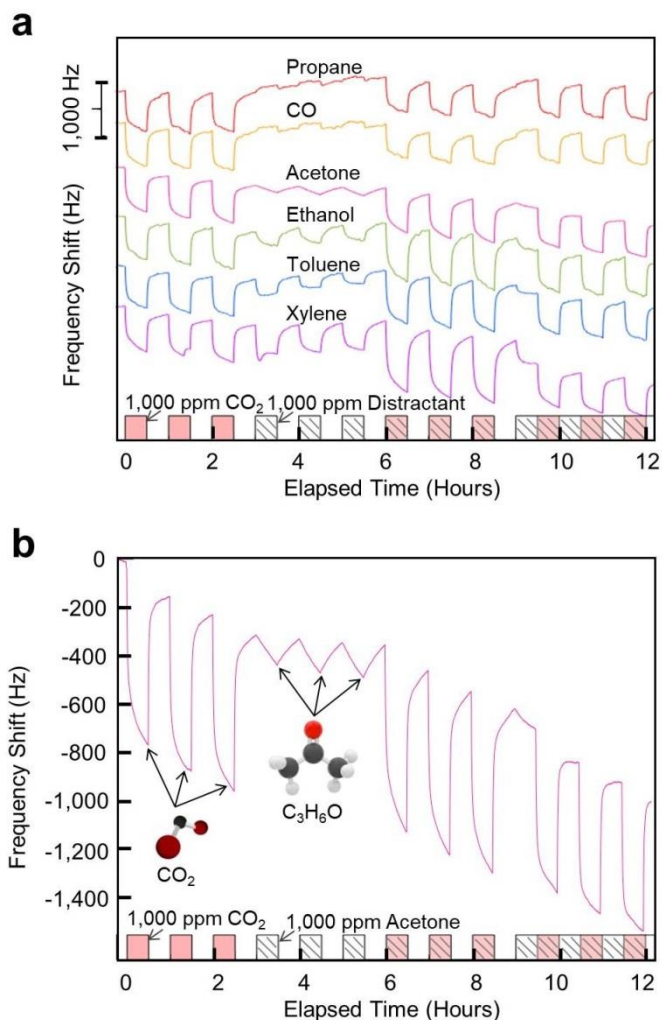 a
1,000 Hz
Frequency Shift (Hz)
Propane
CO
Acetone
Ethanol
Toluene
Xylene
1,000 ppm CO₂
1,000 ppm Distractant
0 2 4 6 8 10 12
Elapsed Time (Hours)
b
Frequency Shift (Hz)
0
-200
-400
-600
-800
-1,000
-1,200
-1,400
C₃H₆O
CO₂
1,000 ppm CO₂
1,000 ppm Acetone
0 2 4 6 8 10 12
Elapsed Time (Hours)